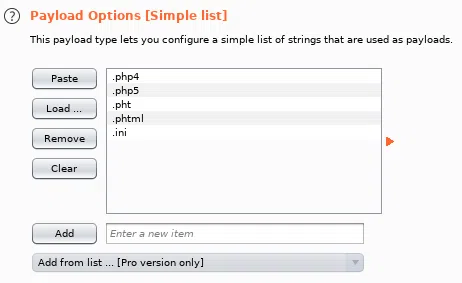 ? Payload Options [Simple list]
This payload type lets you configure a simple list of strings that are used as payloads.
Paste
Load ...
Remove
Clear
.php4
.php5
.pht
.phtml
.ini
Add
Enter a new item
Add from list ... [Pro version only]